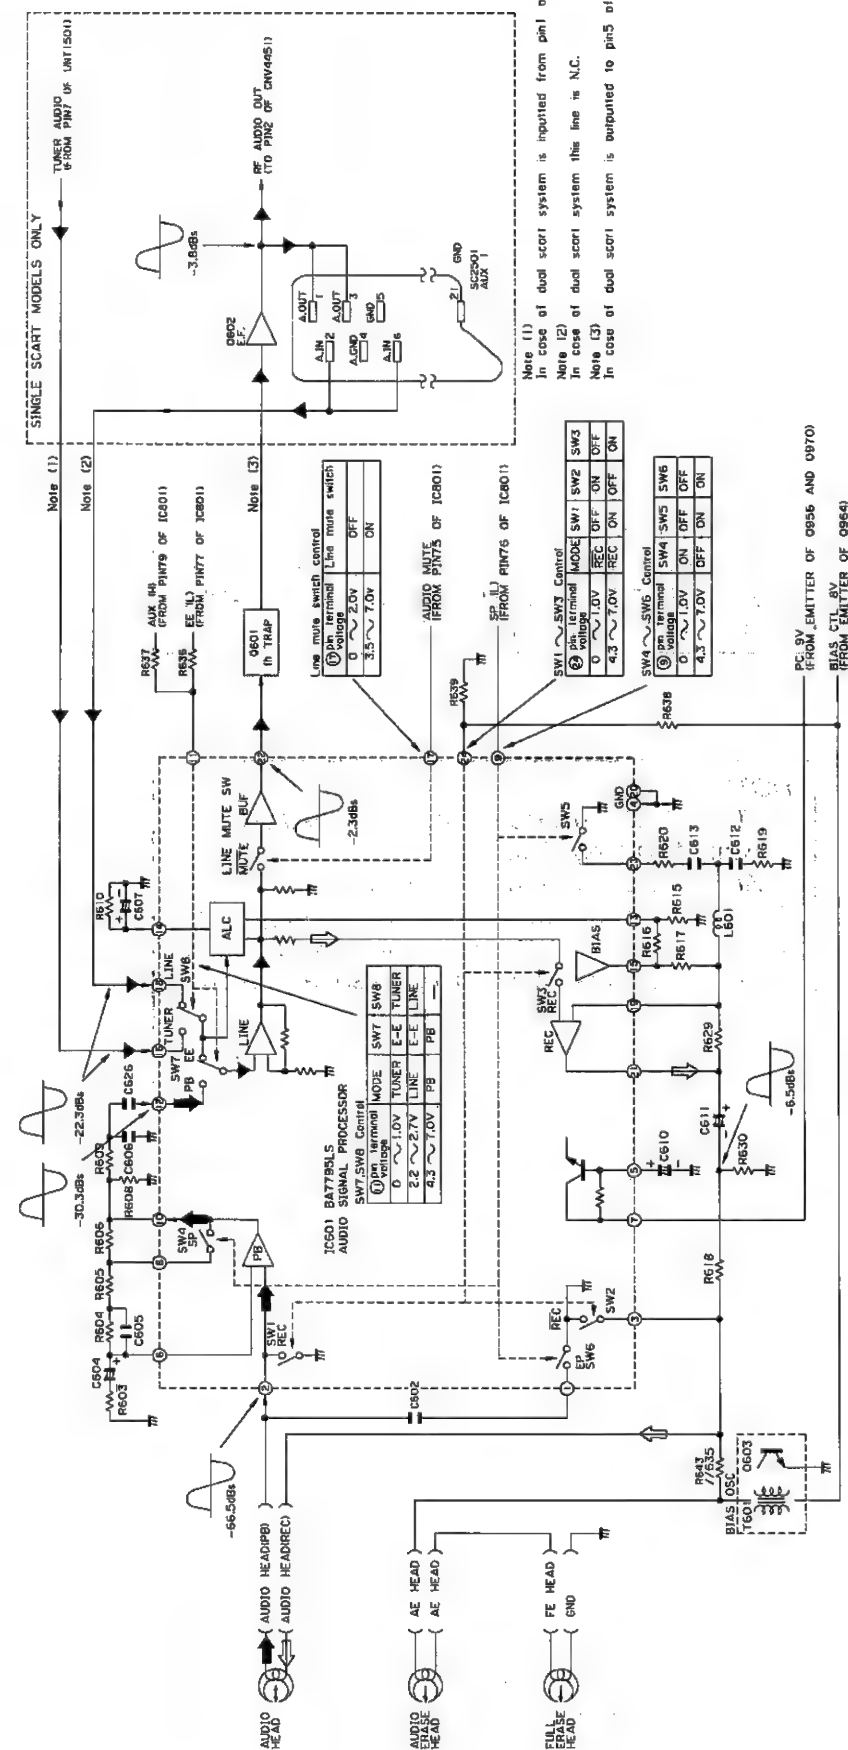 SINGLE SCART MODELS ONLY
TUNER AUDIO
(FROM PIN7 OF UNIT1501)
RF AUDIO OUT
(TO PIN2 OF CNV4451)
-3.8dBs
Q602
E.F.
A.OUT
1
A.OUT
3
GND
5
A.IN
2
A.GND
4
A.IN
6
21
GND
SC2501
AUX 1
Note (1)
In case of dual scart system is inputted from pin1
Note (2)
In case of dual scart system this line is N.C.
Note (3)
In case of dual scart system is outputted to pin5 of
Note (1)
Note (2)
Note (3)
AUX (H)
(FROM PIN79 OF IC801)
EE (L)
(FROM PIN77 OF IC801)
R637
R636
Q601
fh TRAP
Line mute switch control
17 pin terminal voltage
Line mute switch
0 ~ 2.0V
OFF
3.5 ~ 7.0V
ON
AUDIO MUTE
(FROM PIN75 OF IC801)
SP (L)
(FROM PIN76 OF IC801)
R639
R638
SW1 ~ SW3 Control
24 pin terminal voltage
MODE
SW1
SW2
SW3
0 ~ 1.0V
REC
OFF
ON
OFF
4.3 ~ 7.0V
REC
ON
OFF
ON
SW4 ~ SW6 Control
9 pin terminal voltage
SW4
SW5
SW6
0 ~ 1.0V
ON
OFF
OFF
4.3 ~ 7.0V
OFF
ON
ON
PC 9V
(FROM EMITTER OF Q956 AND Q970)
BIAS CTL 8V
(FROM EMITTER OF Q964)
-22.3dBs
-30.3dBs
-2.3dBs
-66.5dBs
-6.5dBs
R610
C607
C626
R609
C606
R608
R606
R605
R604
C605
C604
R603
LINE
TUNER
SW8
SW7
PB
EE
ALC
LINE
LINE MUTE SW
MUTE
BUF
SW4
SP
PB
SW1
REC
IC601 BA7795LS
AUDIO SIGNAL PROCESSOR
SW7,SW8 Control
11 pin terminal voltage
MODE
SW7
SW8
0 ~ 1.0V
TUNER
E-E
TUNER
2.2 ~ 2.7V
LINE
E-E
LINE
4.3 ~ 7.0V
PB
PB
—
SW3
REC
REC
BIAS
SW5
GND
4
R620
C613
C612
R619
R615
R616
R617
L601
R629
C611
R630
C610
R618
REC
SW2
EP
SW6
C602
R643
//635
BIAS OSC
T601
Q603
AUDIO HEAD(PB)
AUDIO HEAD(REC)
AUDIO
HEAD
AE HEAD
AE HEAD
AUDIO
ERASE
HEAD
FE HEAD
GND
FULL
ERASE
HEAD